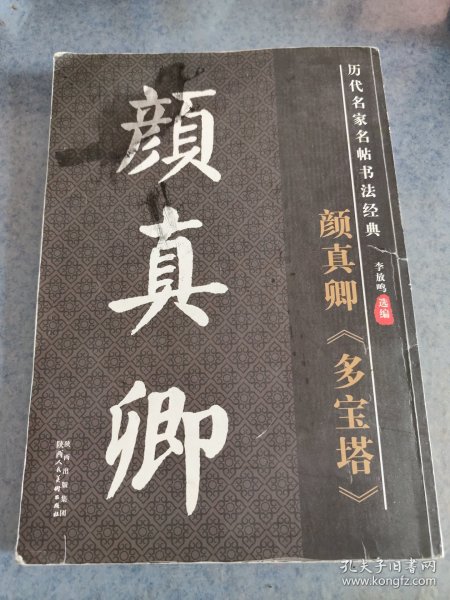 历代名家名帖书法经典
颜真卿《多宝塔》
李放鸣
选编
顔真卿
陕西出版集团
陕西人民美术出版社
孔夫子旧书网
www.kongfz.com